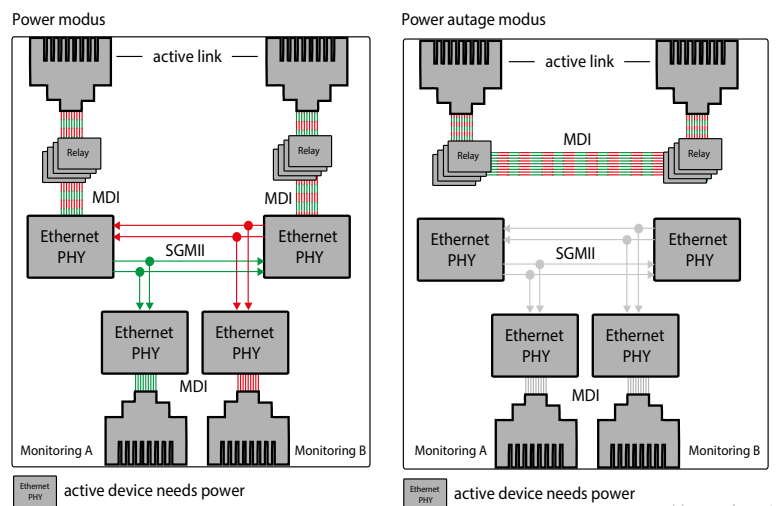 Power modus
active link
Relay
Relay
MDI
MDI
Ethernet
PHY
SGMII
Ethernet
PHY
Ethernet
PHY
Ethernet
PHY
MDI
Monitoring A
Monitoring B
Ethernet
PHY
active device needs power
Power autage modus
active link
MDI
Relay
Relay
Ethernet
PHY
SGMII
Ethernet
PHY
Ethernet
PHY
Ethernet
PHY
MDI
Monitoring A
Monitoring B
Ethernet
PHY
active device needs power